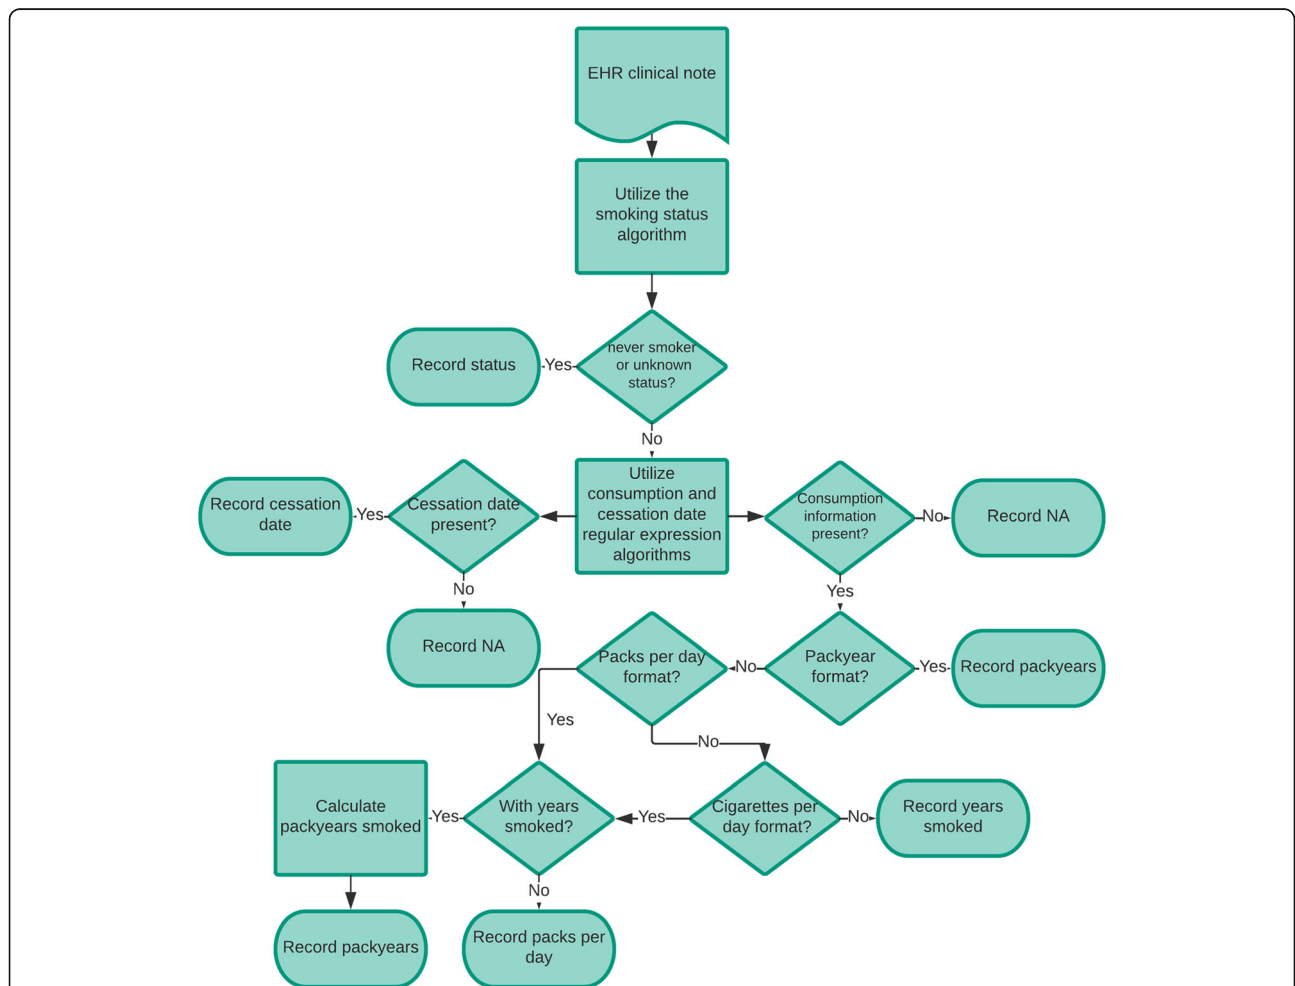 EHR clinical note
Utilize the
smoking status
algorithm
never smoker
or unknown
status?
Yes
Record status
No
Utilize
consumption and
cessation date
regular expression
algorithms
Cessation date
present?
Yes
Record cessation
date
No
Record NA
Consumption
information
present?
No
Record NA
Yes
Packyear
format?
Yes
Record packyears
No
Packs per day
format?
Yes
No
Cigarettes per
day format?
No
Record years
smoked
Yes
With years
smoked?
Yes
Calculate
packyears smoked
Record packyears
No
Record packs per
day